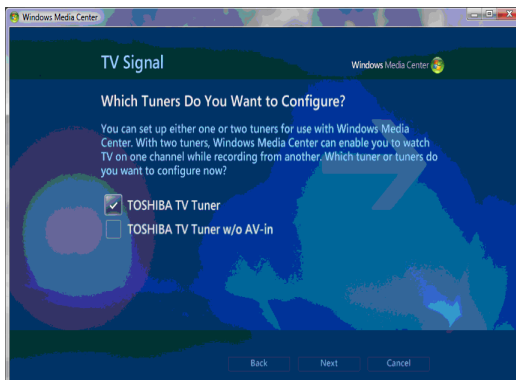 Windows Media Center
TV Signal
Windows Media Center
Which Tuners Do You Want to Configure?
You can set up either one or two tuners for use with Windows Media
Center. With two tuners, Windows Media Center can enable you to watch
TV on one channel while recording from another. Which tuner or tuners do
you want to configure now?
TOSHIBA TV Tuner
TOSHIBA TV Tuner w/o AV-in
Back Next Cancel